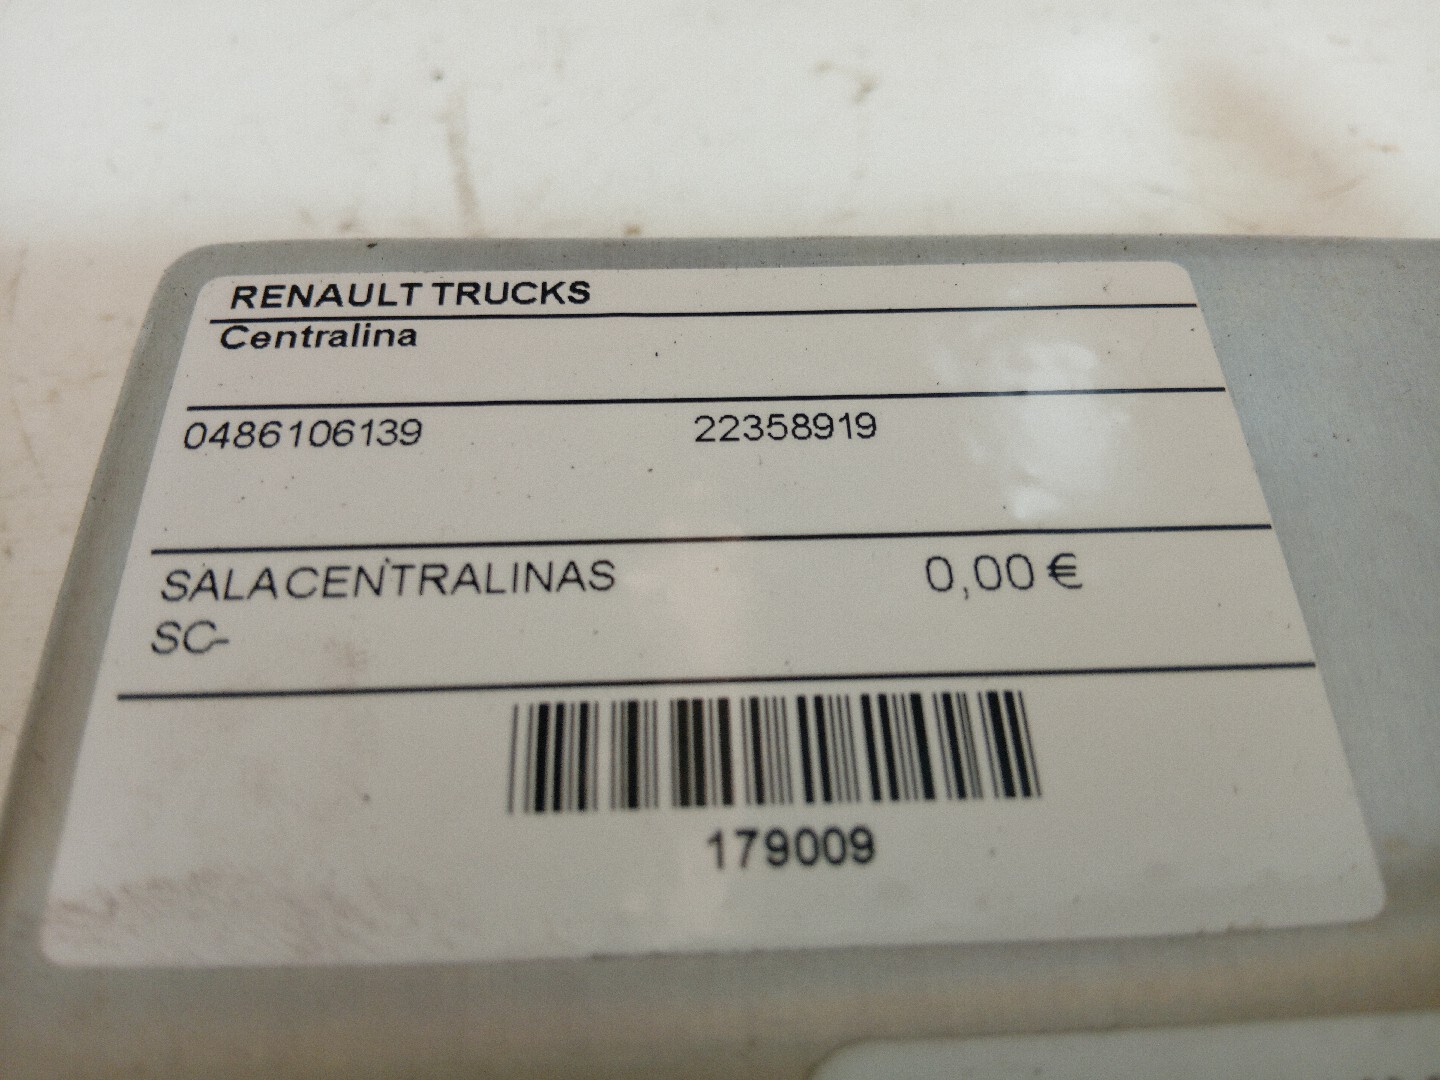 RENAULT TRUCKS
Centralina
0486106139 22358919
SALACENTRALINAS 0,00 €
SC-
179009